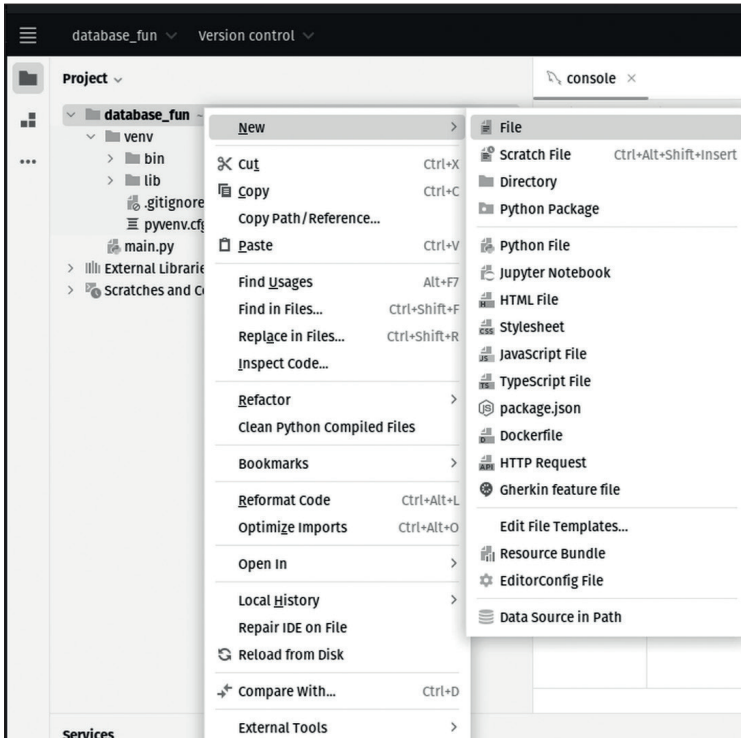 database_fun
Version control
Project
console
database_fun
venv
bin
lib
.gitignore
main.py
New
Cut Ctrl+X
Copy Ctrl+C
Copy Path/Reference...
Paste Ctrl+V
Find Usages Alt+F7
Find in Files... Ctrl+Shift+F
Replace in Files... Ctrl+Shift+R
Inspect Code...
Refactor
Clean Python Compiled Files
Bookmarks
Reformat Code Ctrl+Alt+L
Optimize Imports Ctrl+Alt+O
Open In
Local History
Repair IDE on File
Reload from Disk
Compare With... Ctrl+D
External Tools
File
Scratch File Ctrl+Alt+Shift+Insert
Directory
Python Package
Python File
Jupyter Notebook
HTML File
Stylesheet
JavaScript File
TypeScript File
package.json
Dockerfile
HTTP Request
Gherkin feature file
Edit File Templates...
Resource Bundle
EditorConfig File
Data Source in Path
External Librarie
Scratches and
pyvenv.cfg
Services